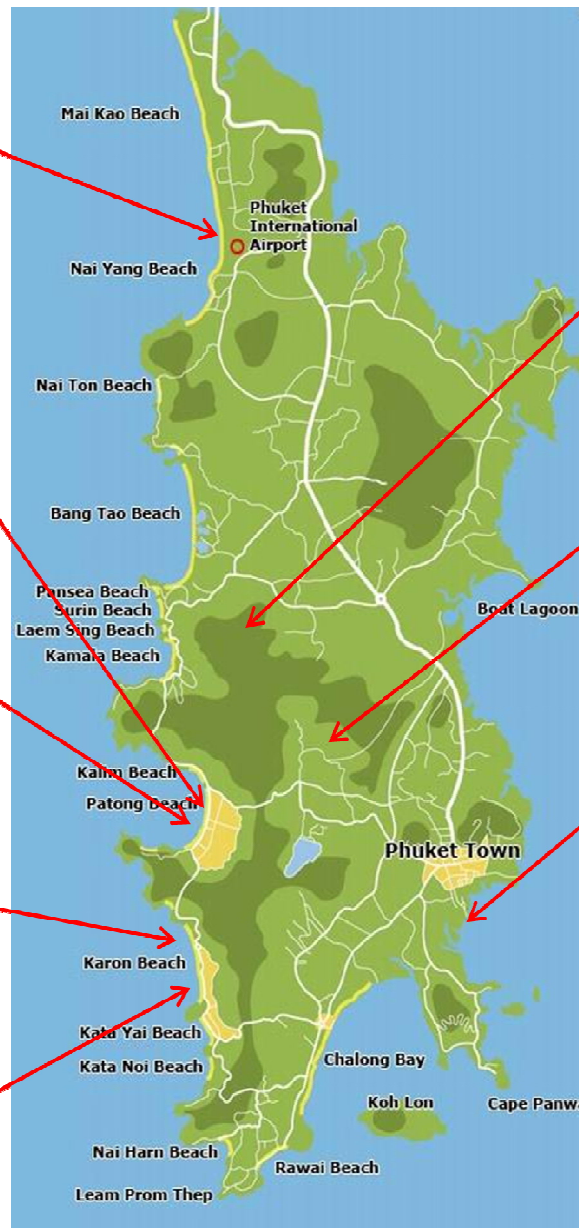 Mai Kao Beach
Phuket
International
Airport
Nai Yang Beach
Nai Ton Beach
Bang Tao Beach
Pansea Beach
Surin Beach
Boat Lagoon
Laem Sing Beach
Kamala Beach
Kalim Beach
Patong Beach
Phuket Town
Karon Beach
Kata Yai Beach
Chalong Bay
Kata Noi Beach
Koh Lon
Cape Panwa
Nai Harn Beach
Rawai Beach
Leam Prom Thep